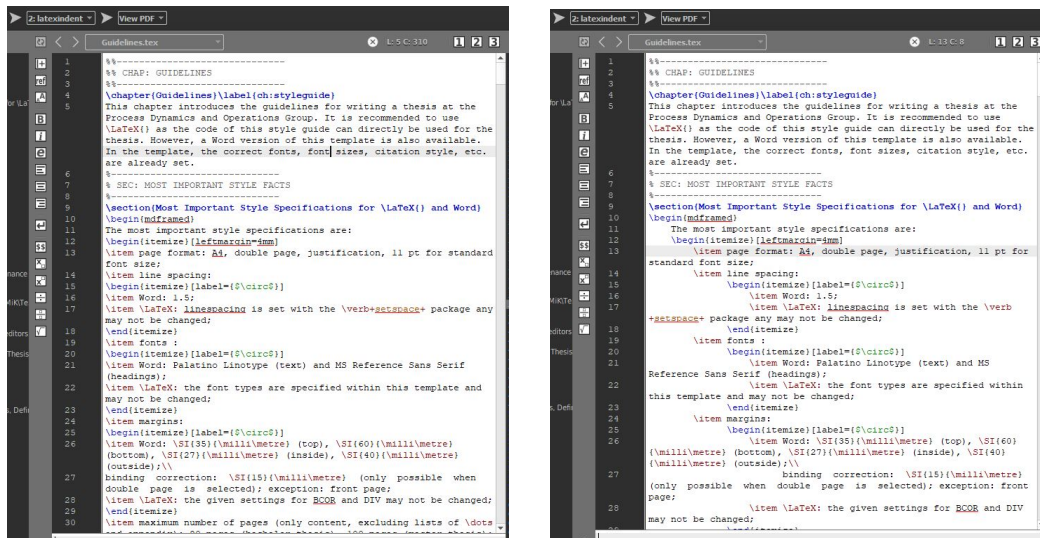 2: latexindent View PDF
Guidelines.tex L: 5 C: 310 1 2 3
1 %%------------------------------
2 %% CHAP: GUIDELINES
3 %%------------------------------
4 \chapter{Guidelines}\label{ch:styleguide}
5 This chapter introduces the guidelines for writing a thesis at the
Process Dynamics and Operations Group. It is recommended to use
\LaTeX{} as the code of this style guide can directly be used for the
thesis. However, a Word version of this template is also available.
In the template, the correct fonts, font sizes, citation style, etc.
are already set.
6 %------------------------------
7 % SEC: MOST IMPORTANT STYLE FACTS
8 %------------------------------
9 \section{Most Important Style Specifications for \LaTeX{} and Word}
10 \begin{mdframed}
11 The most important style specifications are:
12 \begin{itemize}[leftmargin=4mm]
13 \item page format: A4, double page, justification, 11 pt for standard
font size;
14 \item line spacing:
15 \begin{itemize}[label={$\circ$}]
16 \item Word: 1.5;
17 \item \LaTeX: linespacing is set with the \verb+setspace+ package any
may not be changed;
18 \end{itemize}
19 \item fonts :
20 \begin{itemize}[label={$\circ$}]
21 \item Word: Palatino Linotype (text) and MS Reference Sans Serif
(headings);
22 \item \LaTeX: the font types are specified within this template and
may not be changed;
23 \end{itemize}
24 \item margins:
25 \begin{itemize}[label={$\circ$}]
26 \item Word: \SI{35}{\milli\metre} (top), \SI{60}{\milli\metre}
(bottom), \SI{27}{\milli\metre} (inside), \SI{40}{\milli\metre}
(outside);\\
27 binding correction: \SI{15}{\milli\metre} (only possible when
double page is selected); exception: front page;
28 \item \LaTeX: the given settings for BCOR and DIV may not be changed;
29 \end{itemize}
30 \item maximum number of pages (only content, excluding lists of \dots
2: latexindent View PDF
Guidelines.tex L: 13 C: 8 1 2 3
1 %%------------------------------
2 %% CHAP: GUIDELINES
3 %%------------------------------
4 \chapter{Guidelines}\label{ch:styleguide}
5 This chapter introduces the guidelines for writing a thesis at the
Process Dynamics and Operations Group. It is recommended to use
\LaTeX{} as the code of this style guide can directly be used for the
thesis. However, a Word version of this template is also available.
In the template, the correct fonts, font sizes, citation style, etc.
are already set.
6 %------------------------------
7 % SEC: MOST IMPORTANT STYLE FACTS
8 %------------------------------
9 \section{Most Important Style Specifications for \LaTeX{} and Word}
10 \begin{mdframed}
11 The most important style specifications are:
12 \begin{itemize}[leftmargin=4mm]
13 \item page format: A4, double page, justification, 11 pt for
standard font size;
14 \item line spacing:
15 \begin{itemize}[label={$\circ$}]
16 \item Word: 1.5;
17 \item \LaTeX: linespacing is set with the \verb
+setspace+ package any may not be changed;
18 \end{itemize}
19 \item fonts :
20 \begin{itemize}[label={$\circ$}]
21 \item Word: Palatino Linotype (text) and MS
Reference Sans Serif (headings);
22 \item \LaTeX: the font types are specified within
this template and may not be changed;
23 \end{itemize}
24 \item margins:
25 \begin{itemize}[label={$\circ$}]
26 \item Word: \SI{35}{\milli\metre} (top), \SI{60}
{\milli\metre} (bottom), \SI{27}{\milli\metre} (inside), \SI{40}
{\milli\metre} (outside);\\
27 binding correction: \SI{15}{\milli\metre}
(only possible when double page is selected); exception: front
page;
28 \item \LaTeX: the given settings for BCOR and DIV
may not be changed;